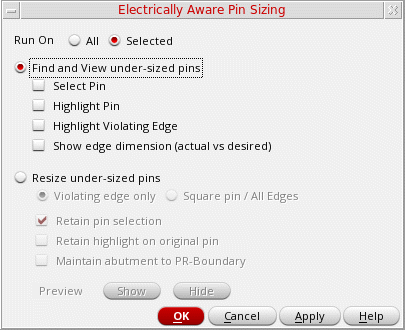 Electrically Aware Pin Sizing
Run On All Selected
Find and View under-sized pins
Select Pin
Highlight Pin
Highlight Violating Edge
Show edge dimension (actual vs desired)
Resize under-sized pins
Violating edge only Square pin / All Edges
Retain pin selection
Retain highlight on original pin
Maintain abutment to PR-Boundary
Preview Show Hide
OK Cancel Apply Help